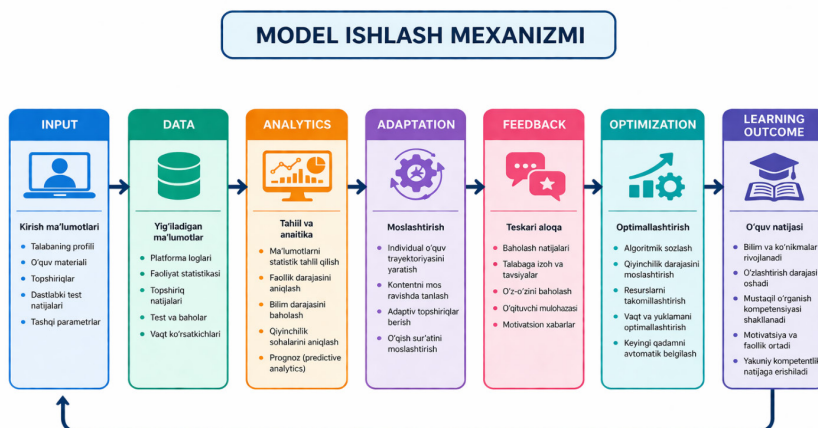 MODEL ISHLASH MEXANIZMI
INPUT
Kirish ma'lumotlari
• Talabaning profili
• O'quv materiali
• Topshiriqlar
• Dastlabki test
natijalari
• Tashqi parametrlar
DATA
Yig'iladigan
ma'lumotlar
• Platforma loglari
• Faoliyat statistikasi
• Topshiriq
natijalari
• Test va baholar
• Vaqt ko'rsatkichlari
ANALYTICS
Tahlil va
anaitika
• Ma'lumotlarni
statistik tahlil qilish
• Faollik darajasini
aniqlash
• Bilim darajasini
baholash
• Qiyinchilik
sohalarini aniqlash
• Prognoz (predictive
analytics)
ADAPTATION
Moslashtirish
• Individual o'quv
trayektoriyasini
yaratish
• Kontentni mos
ravishda tanlash
• Adaptiv topshiriqlar
berish
• O'qish sur'atini
moslashtirish
FEEDBACK
Teskari aloqa
• Baholash natijalari
• Talabaga izoh va
tavsiyalar
• O'z-o'zini baholash
• O'qituvchi mulohazasi
• Motivatsion xabarlar
OPTIMIZATION
Optimallashtirish
• Algoritmik sozlash
• Qiyinchilik darajasini
moslashtirish
• Resurslarni
takomillashtirish
• Vaqt va yuklamani
optimallashtirish
• Keyingi qadamni
avtomatik belgilash
LEARNING
OUTCOME
O'quv natijasi
• Bilim va ko'nikmalar
rivojlanadi
• O'zlashtirish darajasi
oshadi
• Mustaqil o'rganish
kompetensiyasi
shakllanadi
• Motivatsiya va
faollik ortadi
• Yakuniy kompetentlik
natijaga erishiladi